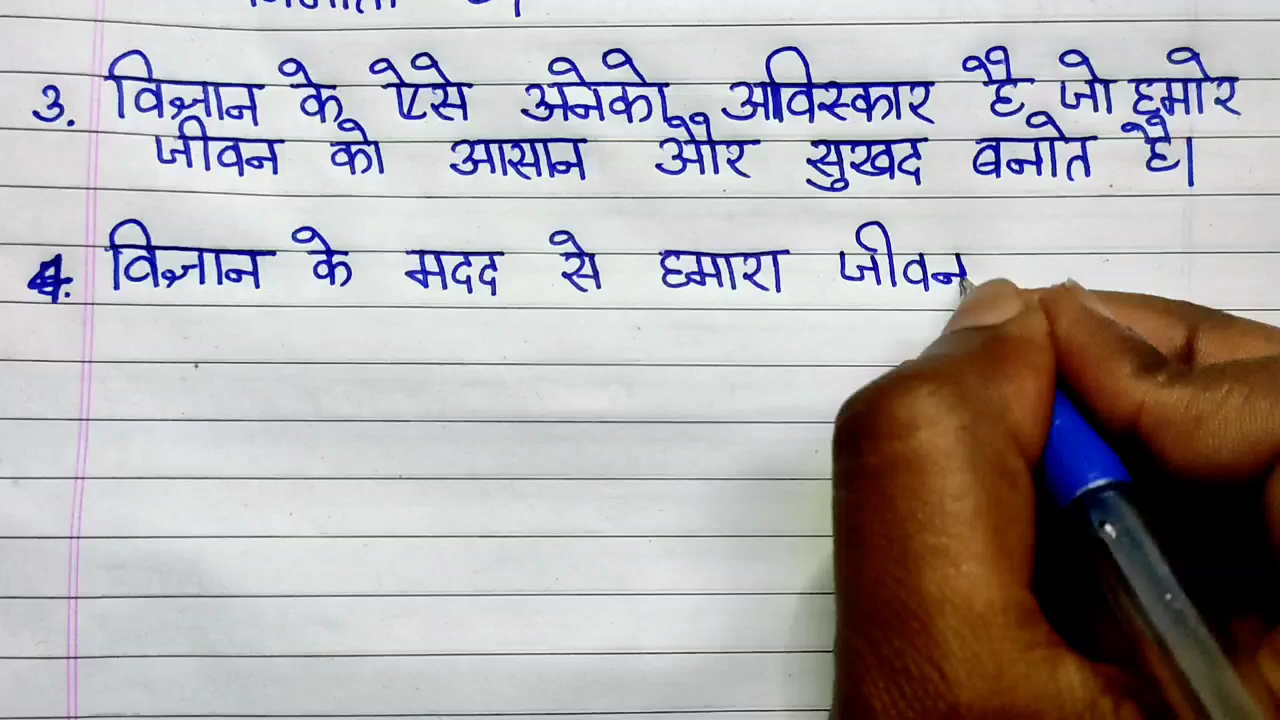 3. विज्ञान के ऐसे अनेको अविस्कार है जो हमारे
जीवन को आसान और सुखद बनाते है।
4. विज्ञान के मदद से हमारा जीवन